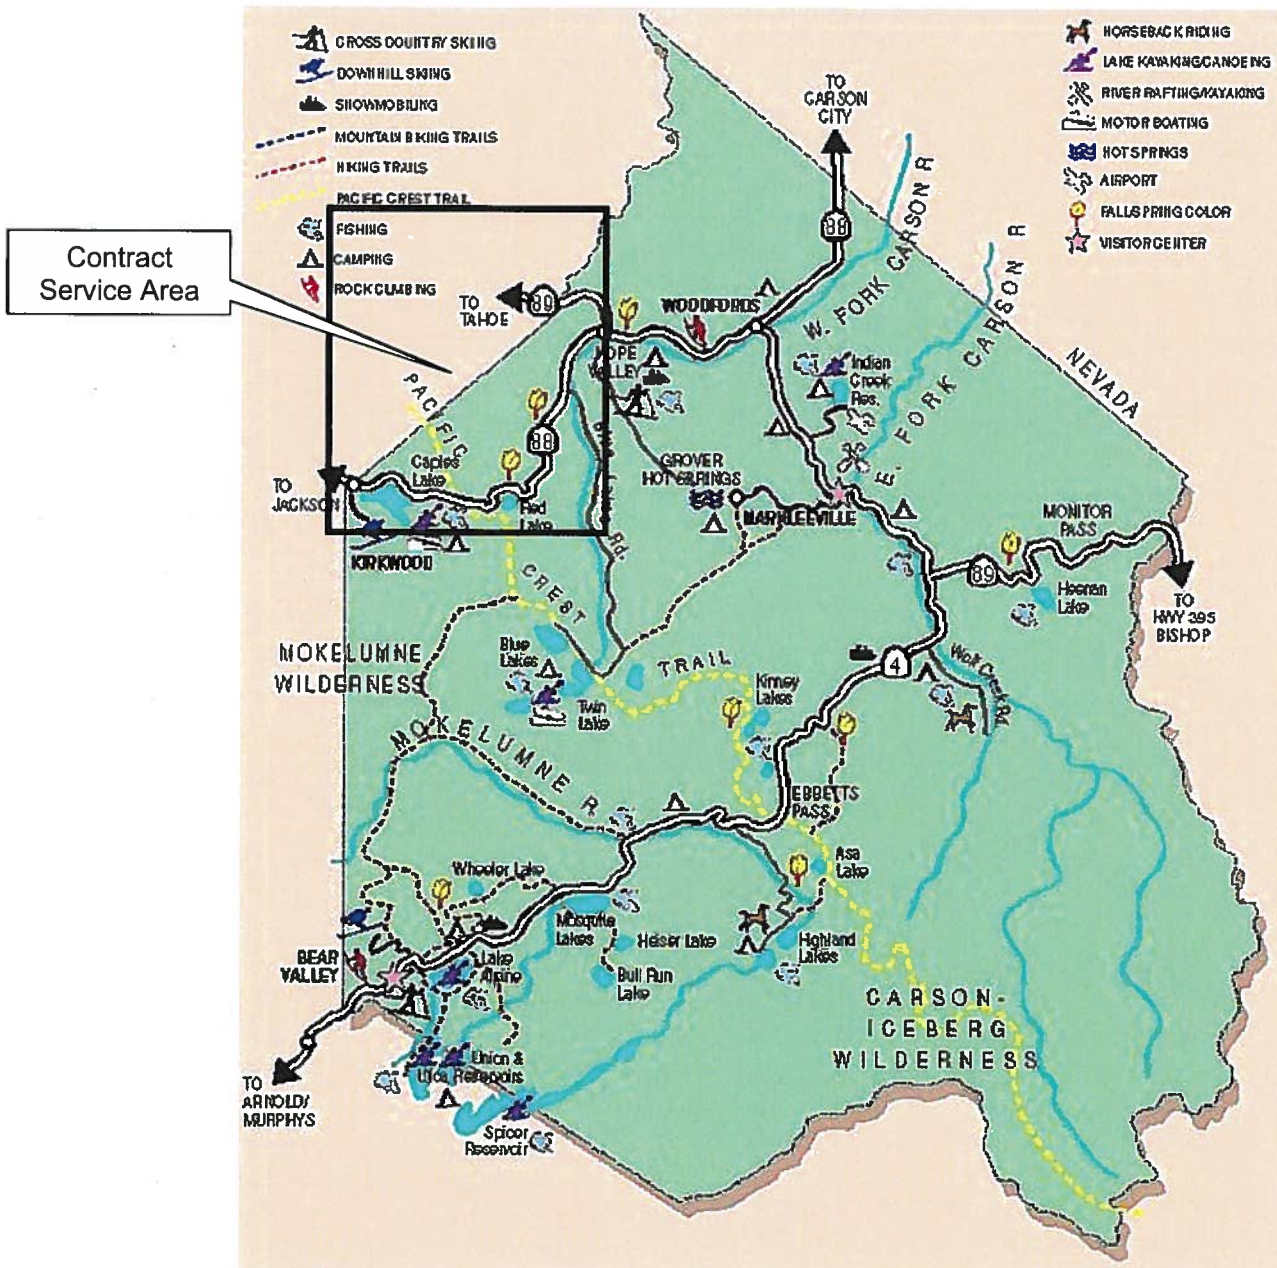 CROSS COUNTRY SKIING
DOWNHILL SKIING
SNOWMOBILING
MOUNTAIN BIKING TRAILS
HIKING TRAILS
PACIFIC CREST TRAIL
FISHING
CAMPING
ROCK CLIMBING
HORSEBACK RIDING
LAKE KAYAKING/CANOEING
RIVER RAFTING/KAYAKING
MOTOR BOATING
HOT SPRINGS
AIRPORT
FALL/SPRING COLOR
VISITOR CENTER
Contract
Service Area
TO
CARSON
CITY
88
W. FORK CARSON R
E. FORK CARSON R
NEVADA
TO
TAHOE
89
WOODFORDS
HOPE
VALLEY
Indian
Creek
Res.
PACIFIC
88
Blue Lakes Rd.
Caples
Lake
Red
Lake
TO
JACKSON
KIRKWOOD
GROVER
HOT SPRINGS
MARKLEEVILLE
MONITOR
PASS
89
Heenan
Lake
TO
HWY 395
BISHOP
CREST
TRAIL
MOKELUMNE
WILDERNESS
Blue
Lakes
Twin
Lake
Kinney
Lakes
4
Wolf Creek Rd.
MOKELUMNE R.
EBBETTS
PASS
Asa
Lake
Wheeler Lake
Mosquito
Lakes
Heiser Lake
Bull Run
Lake
Highland
Lakes
BEAR
VALLEY
Lake
Alpine
CARSON-
ICEBERG
WILDERNESS
Union &
Utica Reservoirs
TO
ARNOLD/
MURPHYS
Spicer
Reservoir